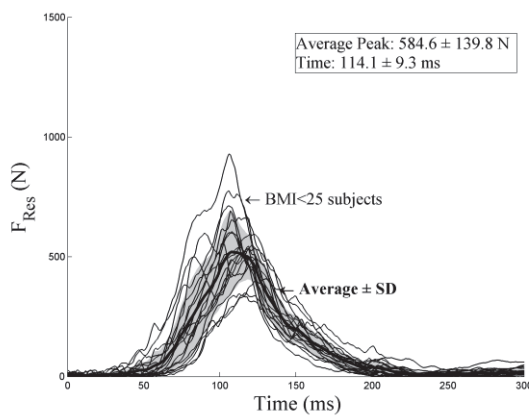 1500
Average Peak: 584.6 ± 139.8 N
Time: 114.1 ± 9.3 ms
1000
BMI<25 subjects
F_Res (N)
500
Average ± SD
0
0 50 100 150 200 250 300
Time (ms)